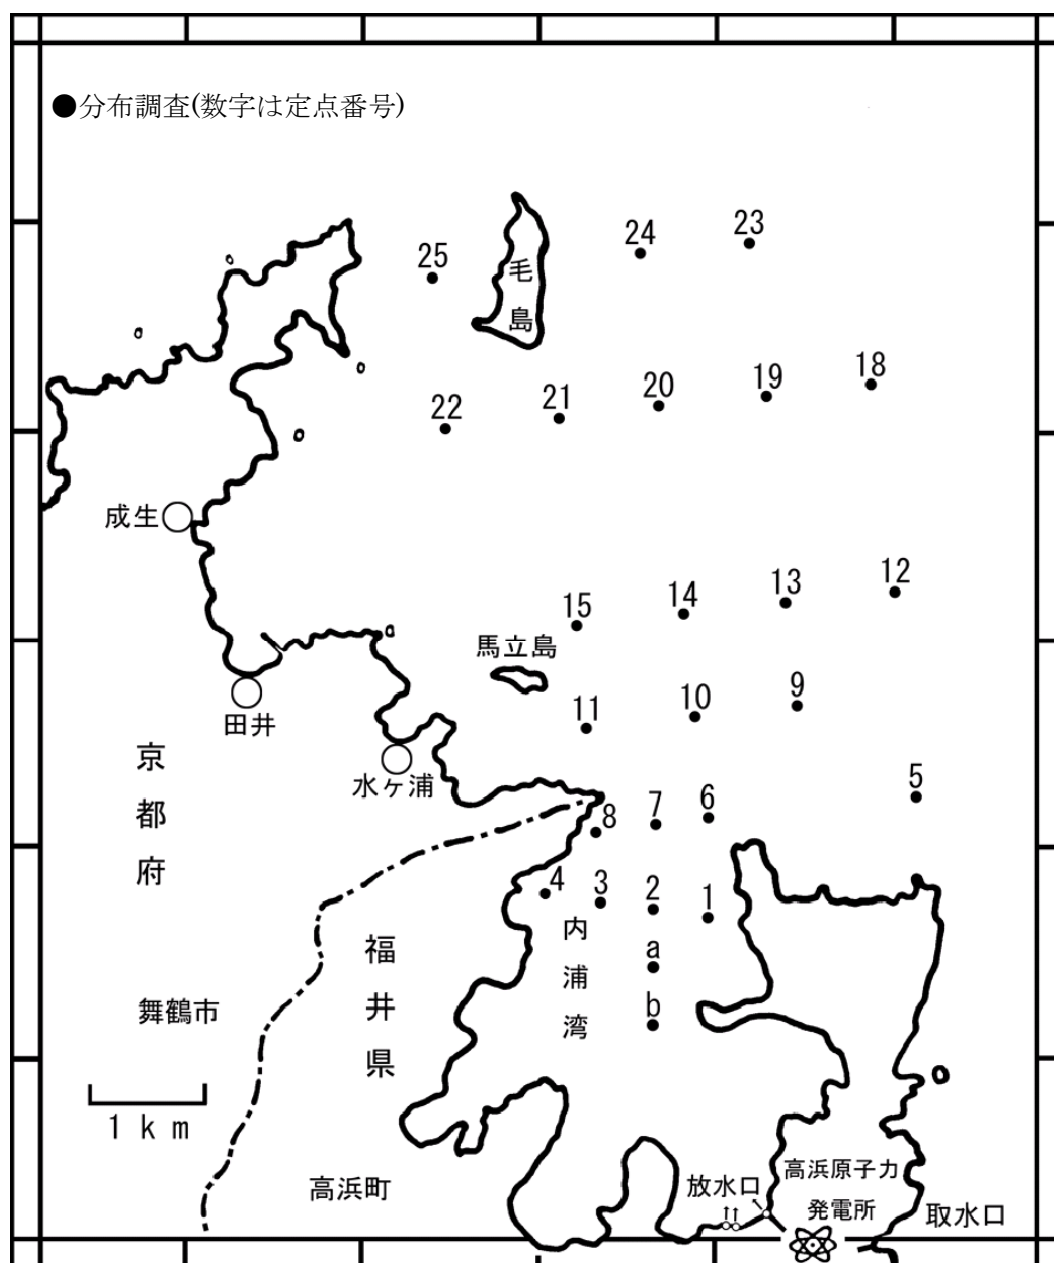 ●分布調査(数字は定点番号)
23
24
25
毛島
18
19
20
21
22
成生
12
13
14
15
馬立島
9
10
11
田井
水ヶ浦
京都府
5
6
7
8
4
3
2
1
内浦湾
a
b
福井県
舞鶴市
1km
高浜町
放水口
高浜原子力
発電所
取水口